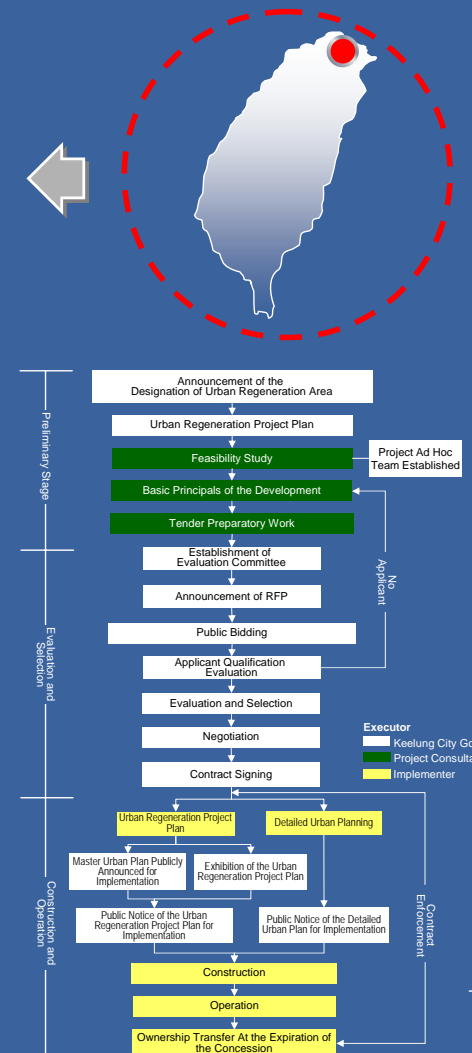 Announcement of the
Designation of Urban Regeneration Area
Preliminary Stage
Urban Regeneration Project Plan
Feasibility Study
Project Ad Hoc
Team Established
Basic Principals of the Development
Tender Preparatory Work
Establishment of
Evaluation Committee
No
Applicant
Announcement of RFP
Evaluation and
Selection
Public Bidding
Applicant Qualification
Evaluation
Evaluation and Selection
Negotiation
Contract Signing
Executor
Keelung City
Project
Implementer
Urban Regeneration Project
Plan
Detailed Urban Planning
Master Urban Plan Publicly
Announced for
Implementation
Exhibition of the Urban
Regeneration Project Plan
Construction and
Operation
Public Notice of the Urban
Regeneration Project Plan for
Implementation
Public Notice of the Detailed
Urban Plan for Implementation
Contract
Enforcement
Construction
Operation
Ownership Transfer At the Expiration of
the Concession